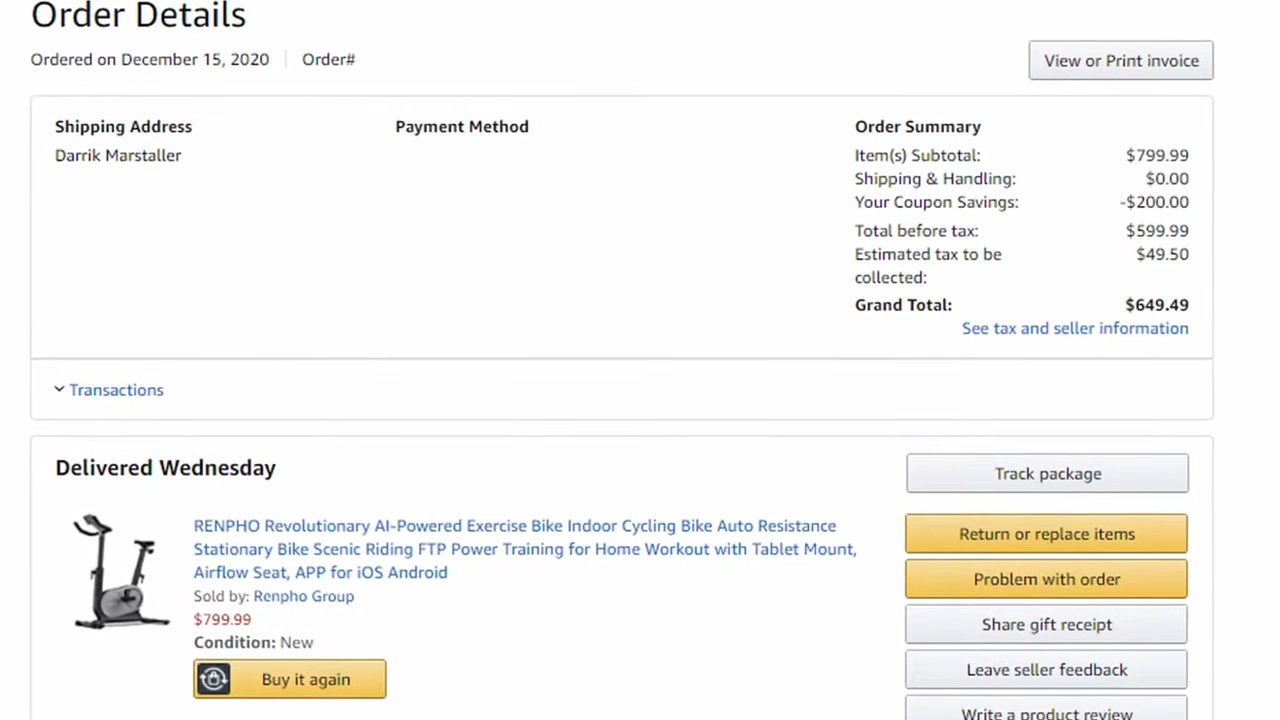 Order Details
Ordered on December 15, 2020 Order#
View or Print invoice
Shipping Address
Darrik Marstaller
Payment Method
Order Summary
Item(s) Subtotal: $799.99
Shipping & Handling: $0.00
Your Coupon Savings: -$200.00
Total before tax: $599.99
Estimated tax to be $49.50
collected:
Grand Total: $649.49
See tax and seller information
Transactions
Delivered Wednesday
RENPHO Revolutionary AI-Powered Exercise Bike Indoor Cycling Bike Auto Resistance
Stationary Bike Scenic Riding FTP Power Training for Home Workout with Tablet Mount,
Airflow Seat, APP for iOS Android
Sold by: Renpho Group
$799.99
Condition: New
Buy it again
Track package
Return or replace items
Problem with order
Share gift receipt
Leave seller feedback
Write a product review